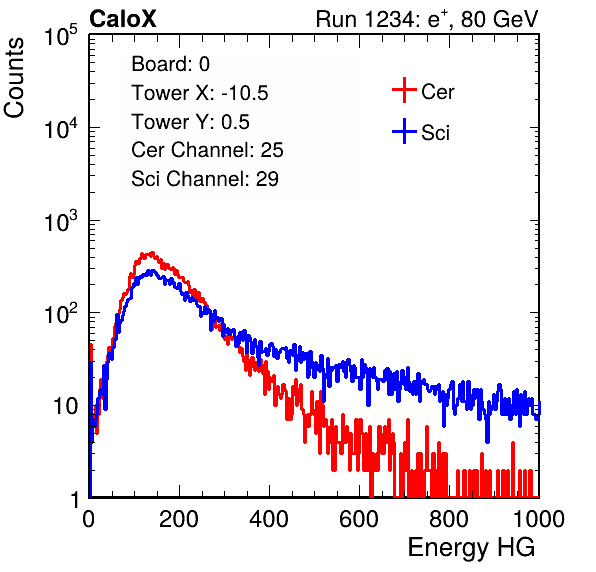 CaloX Run 1234: e+, 80 GeV
Counts
Board: 0
Tower X: -10.5
Tower Y: 0.5
Cer Channel: 25
Sci Channel: 29
Cer
Sci
10^5
10^4
10^3
10^2
10
1
0 200 400 600 800 1000
Energy HG